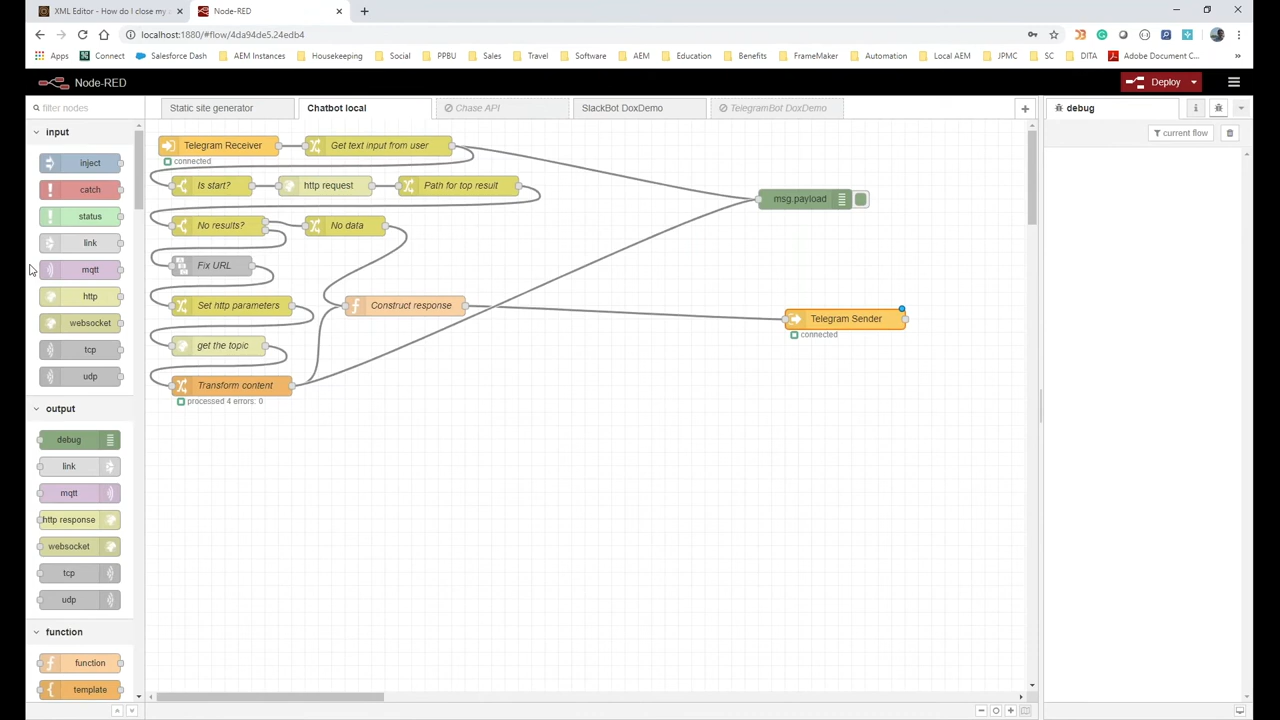 XML Editor - How do I close my a
Node-RED
localhost:1880/#flow/4da94de5.24edb4
Apps
Connect
Salesforce Dash
AEM Instances
Housekeeping
Social
PPBU
Sales
Travel
Software
AEM
Education
Benefits
FrameMaker
Automation
Local AEM
JPMC
SC
DITA
Adobe Document C...
»
Node-RED
Deploy
filter nodes
Static site generator
Chatbot local
Chase API
SlackBot DoxDemo
TelegramBot DoxDemo
debug
current flow
input
inject
catch
status
link
mqtt
http
websocket
tcp
udp
output
debug
link
mqtt
http response
websocket
tcp
udp
function
function
template
Telegram Receiver
connected
Get text input from user
Is start?
http request
Path for top result
No results?
No data
Fix URL
Set http parameters
Construct response
get the topic
Transform content
processed 4 errors: 0
msg.payload
Telegram Sender
connected